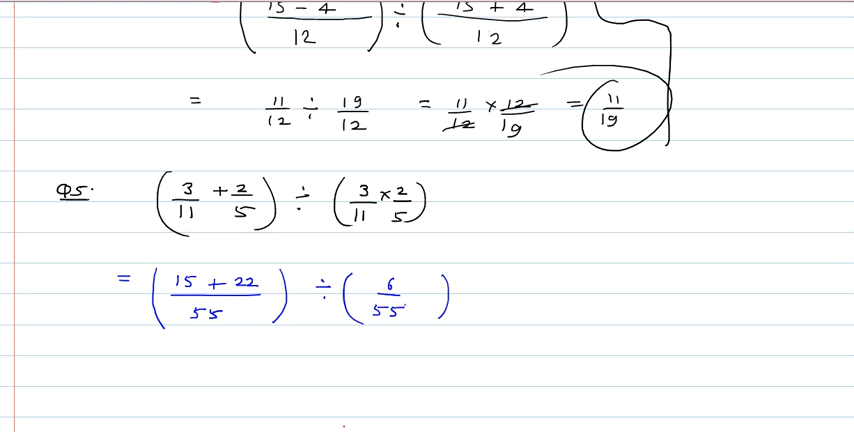 (15 - 4 / 12) ÷ (15 + 4 / 12)
= 11/12 ÷ 19/12 = 11/12 × 12/19 = 11/19
Q5. (3/11 + 2/5) ÷ (3/11 × 2/5)
= (15 + 22 / 55) ÷ (6 / 55)